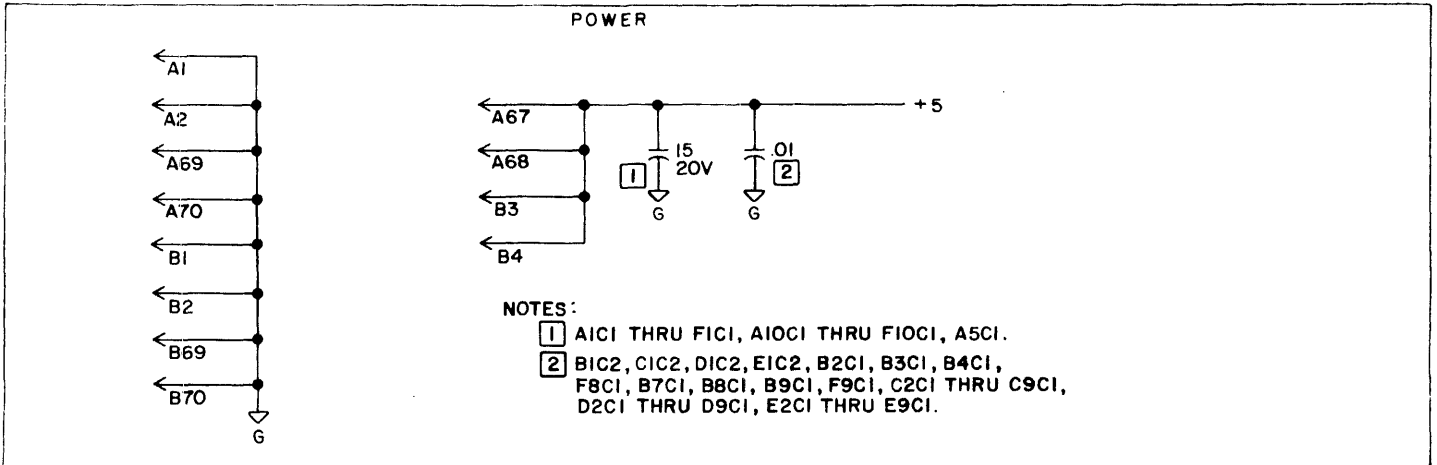 POWER
A1
A2
A69
A70
B1
B2
B69
B70
G
A67
A68
B3
B4
+5
15
20V
1
G
.01
2
G
NOTES:
1 A1C1 THRU F1C1, A10C1 THRU F10C1, A5C1.
2 B1C2, C1C2, D1C2, E1C2, B2C1, B3C1, B4C1,
F8C1, B7C1, B8C1, B9C1, F9C1, C2C1 THRU C9C1,
D2C1 THRU D9C1, E2C1 THRU E9C1.